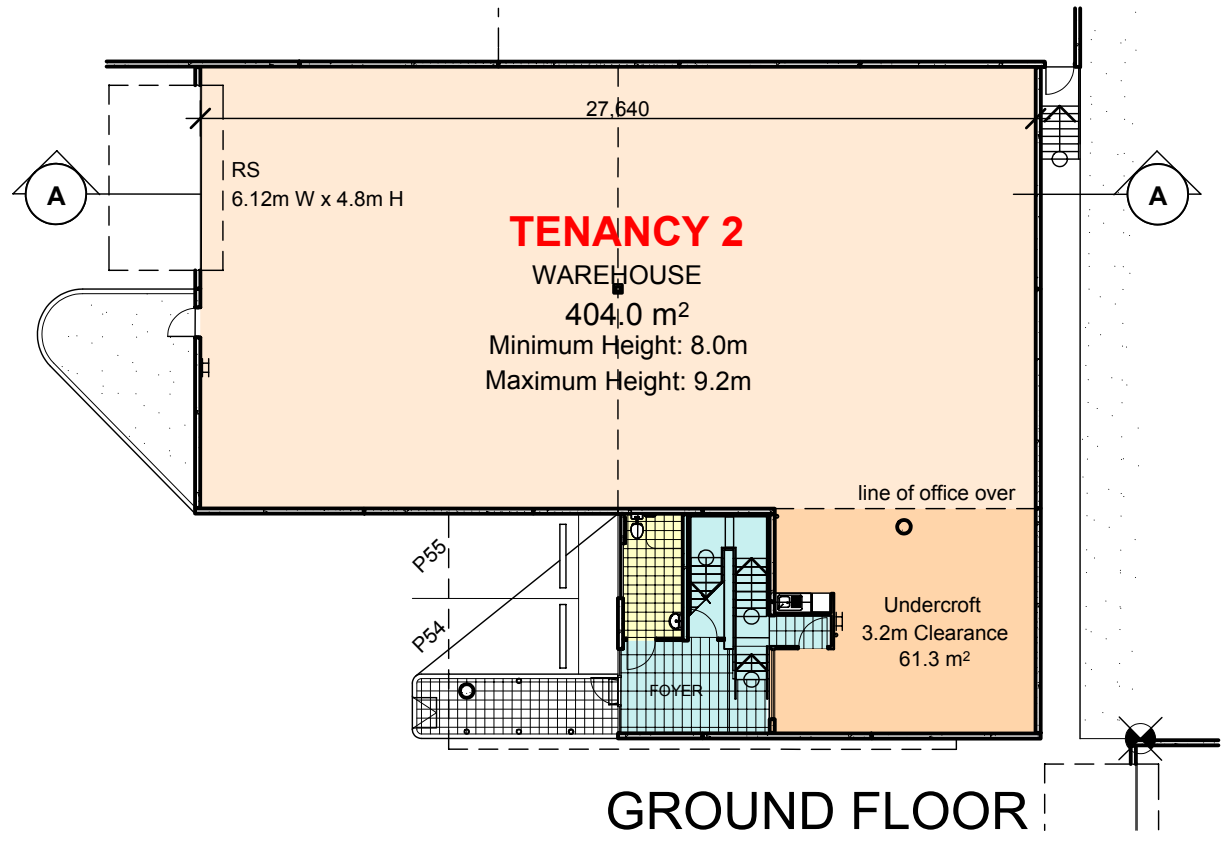 27,640
RS
6.12m W x 4.8m H
A
A
TENANCY 2
WAREHOUSE
404.0 m²
Minimum Height: 8.0m
Maximum Height: 9.2m
line of office over
P55
P54
Undercroft
3.2m Clearance
61.3 m²
FOYER
GROUND FLOOR